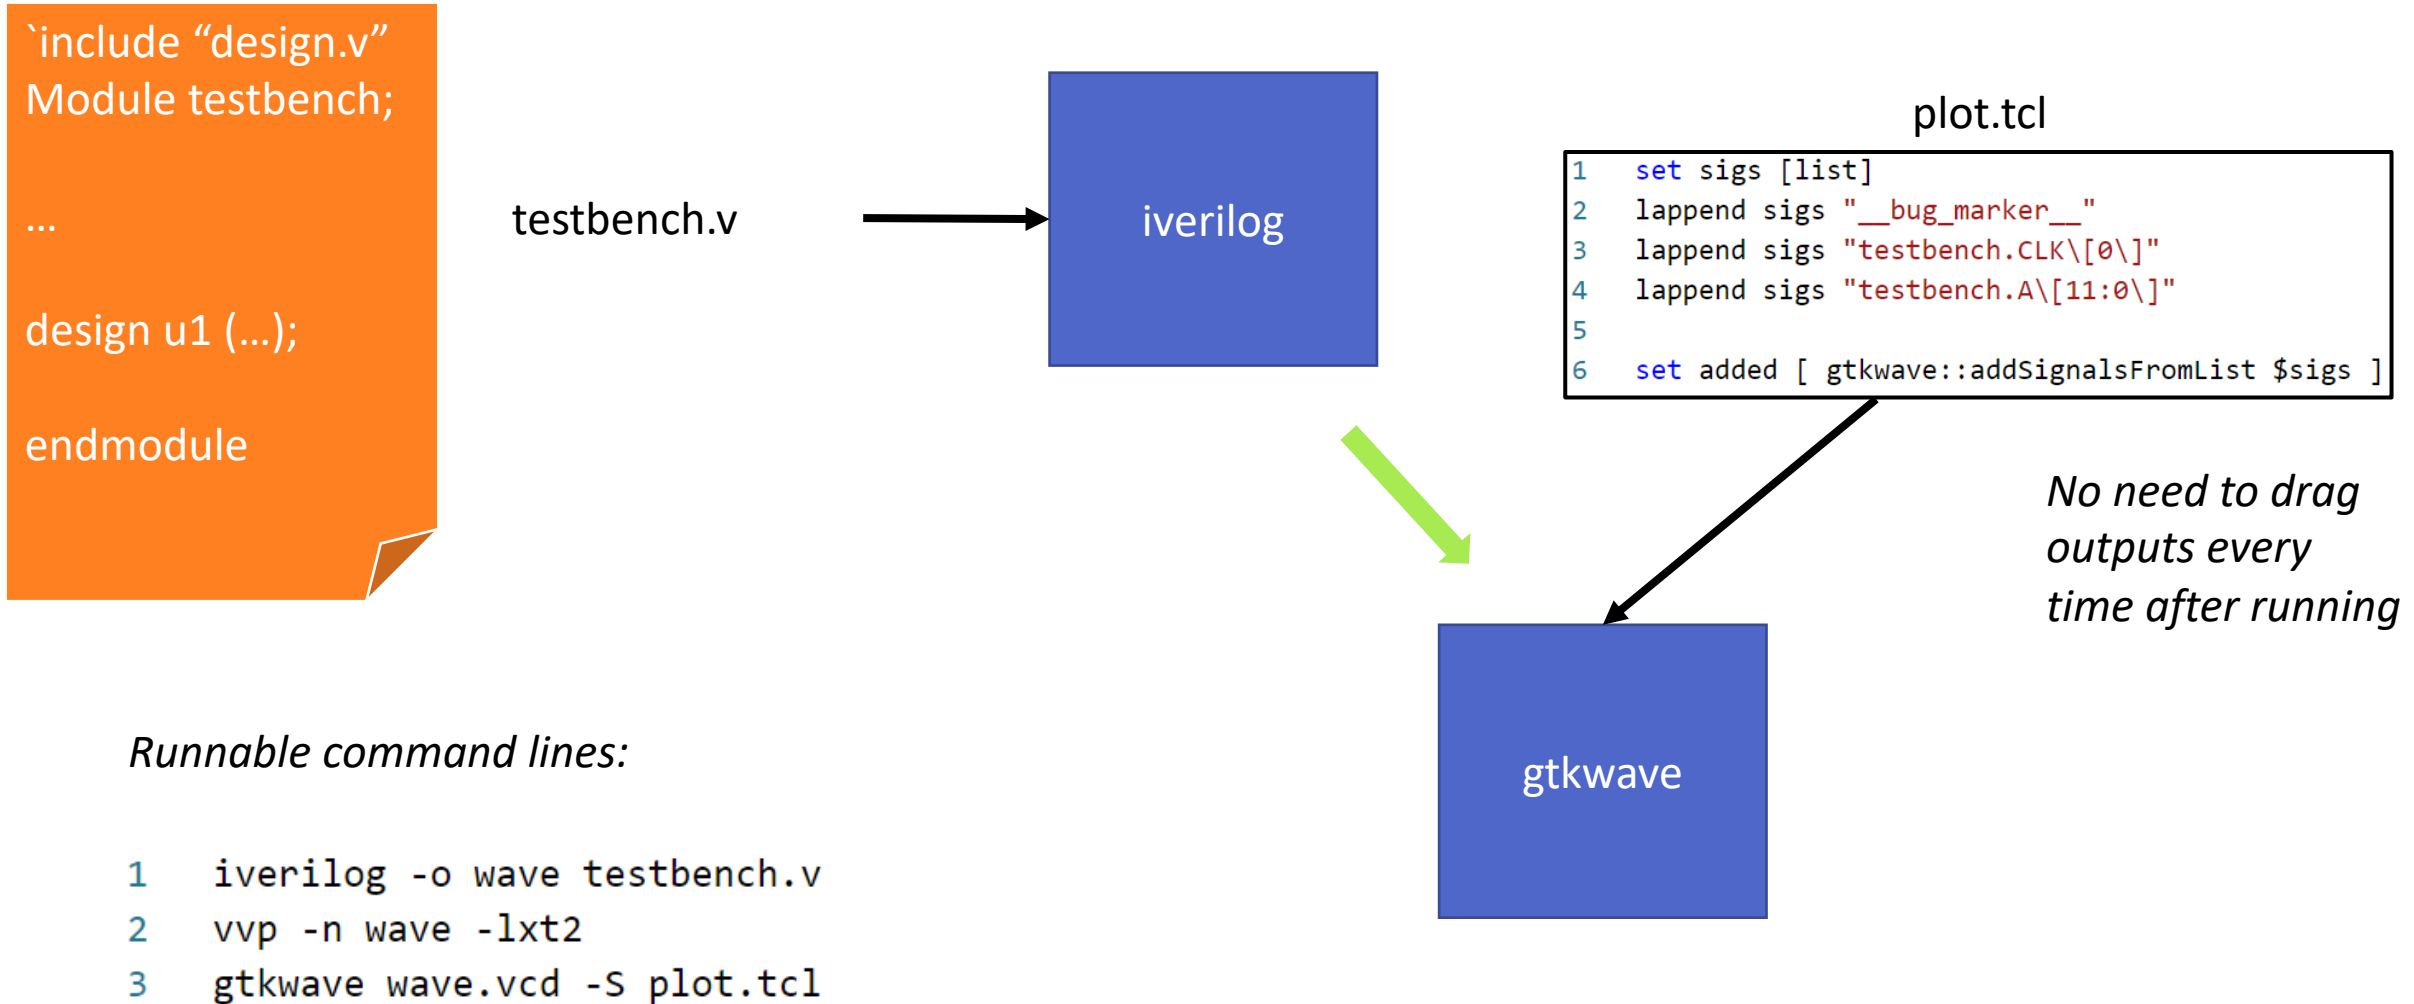 `include “design.v”
Module testbench;
...
design u1 (...);
endmodule
testbench.v
iverilog
plot.tcl
1 set sigs [list]
2 lappend sigs "__bug_marker__"
3 lappend sigs "testbench.CLK\[0\]"
4 lappend sigs "testbench.A\[11:0\]"
5
6 set added [ gtkwave::addSignalsFromList $sigs ]
No need to drag
outputs every
time after running
gtkwave
Runnable command lines:
1 iverilog -o wave testbench.v
2 vvp -n wave -lxt2
3 gtkwave wave.vcd -S plot.tcl